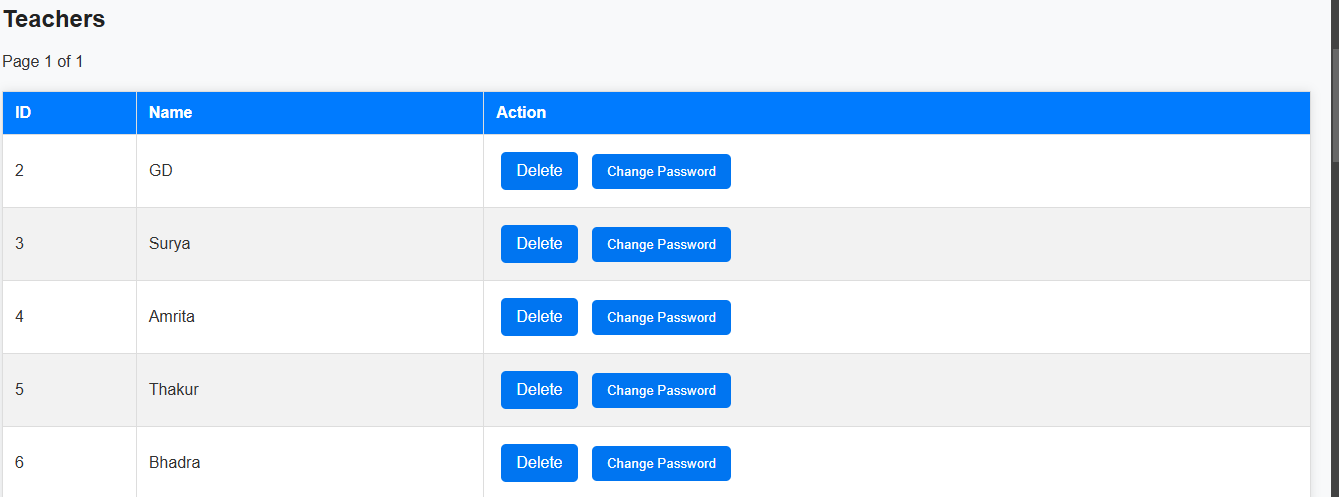 Teachers
Page 1 of 1
ID Name Action
2 GD Delete Change Password
3 Surya Delete Change Password
4 Amrita Delete Change Password
5 Thakur Delete Change Password
6 Bhadra Delete Change Password